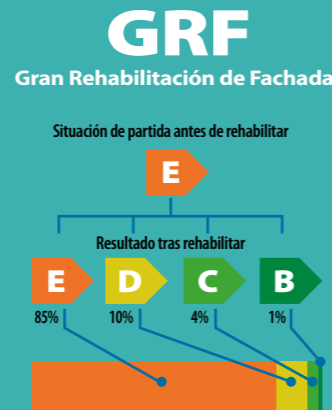 GRF
Gran Rehabilitación de Fachada
Situación de partida antes de rehabilitar
E
Resultado tras rehabilitar
E D C B
85% 10% 4% 1%